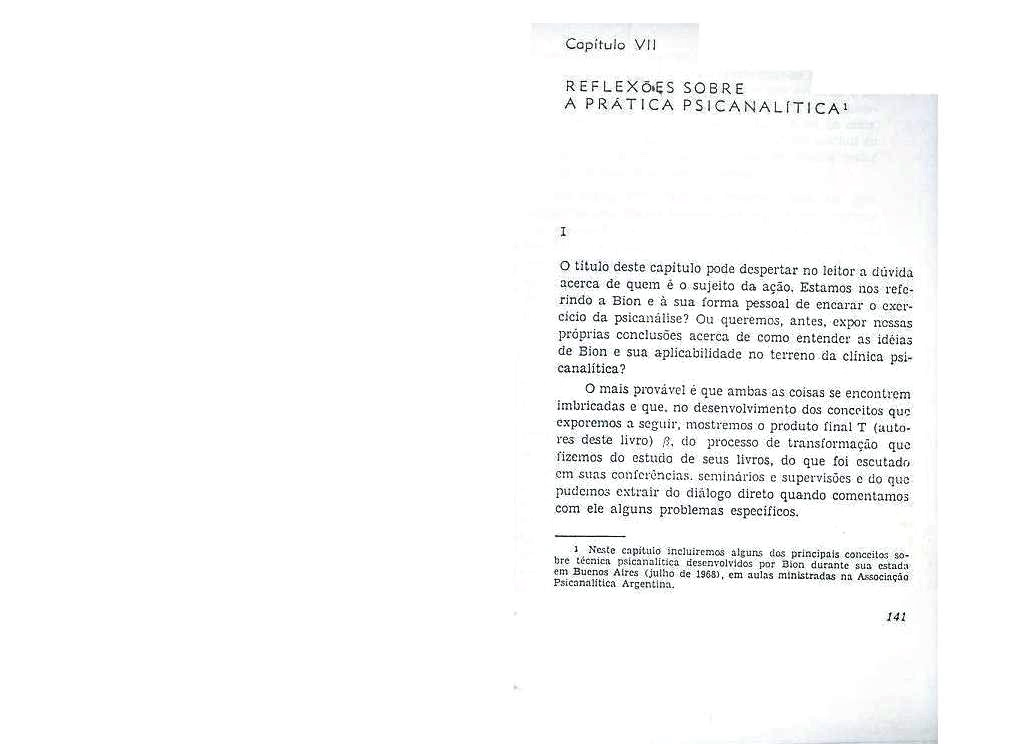 Capítulo VII
REFLEXÕES SOBRE
A PRÁTICA PSICANALÍTICA¹
I
O título deste capítulo pode despertar no leitor a dúvida
acerca de quem é o sujeito da ação. Estamos nos refe-
rindo a Bion e à sua forma pessoal de encarar o exer-
cício da psicanálise? Ou queremos, antes, expor nossas
próprias conclusões acerca de como entender as idéias
de Bion e sua aplicabilidade no terreno da clínica psi-
canalítica?
O mais provável é que ambas as coisas se encontrem
imbricadas e que, no desenvolvimento dos conceitos que
exporemos a seguir, mostremos o produto final T (auto-
res deste livro) β, do processo de transformação que
fizemos do estudo de seus livros, do que foi escutado
em suas conferências, seminários e supervisões e do que
pudemos extrair do diálogo direto quando comentamos
com ele alguns problemas específicos.
1 Neste capítulo incluiremos alguns dos principais conceitos so-
bre técnica psicanalítica desenvolvidos por Bion durante sua estada
em Buenos Aires (julho de 1968), em aulas ministradas na Associação
Psicanalítica Argentina.
141